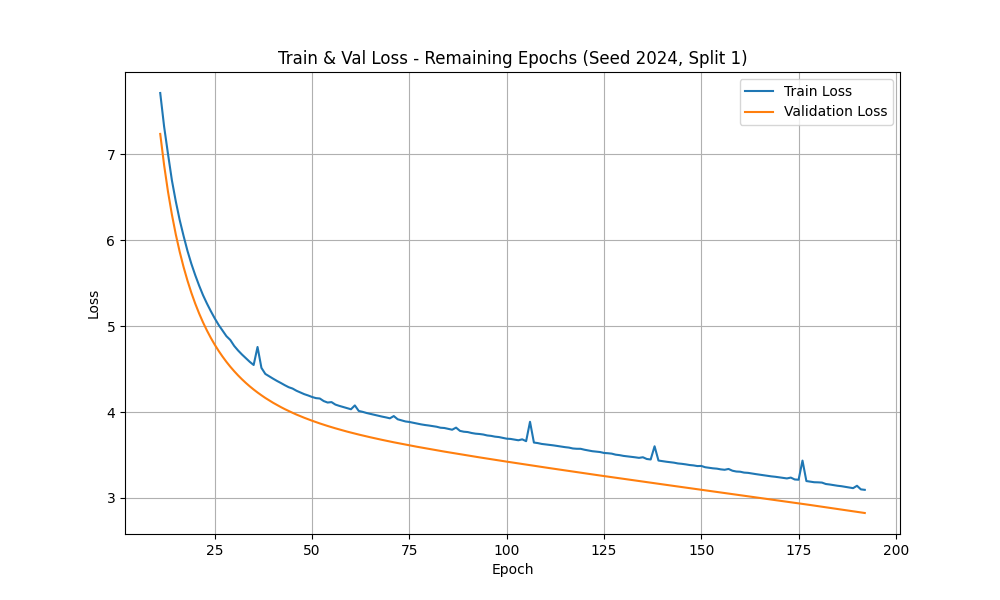 Train & Val Loss - Remaining Epochs (Seed 2024, Split 1)
Train Loss
Validation Loss
7
6
5
4
3
Loss
25 50 75 100 125 150 175 200
Epoch